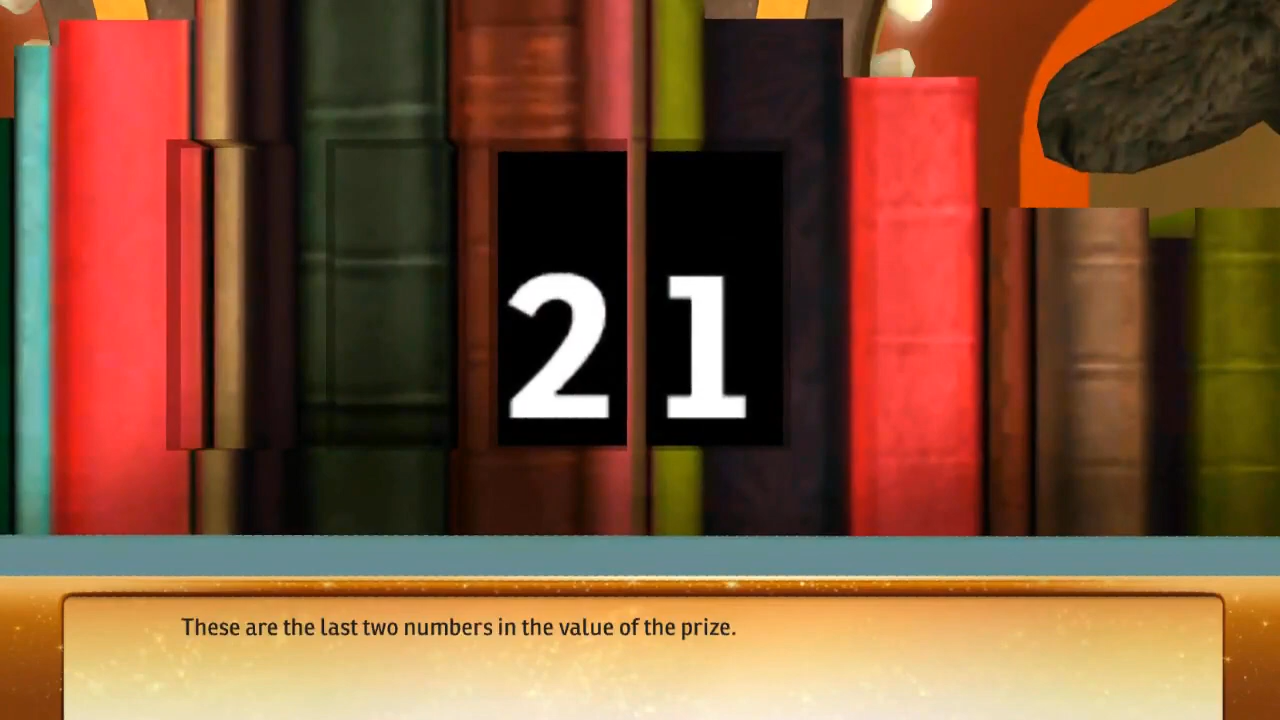 21
These are the last two numbers in the value of the prize.